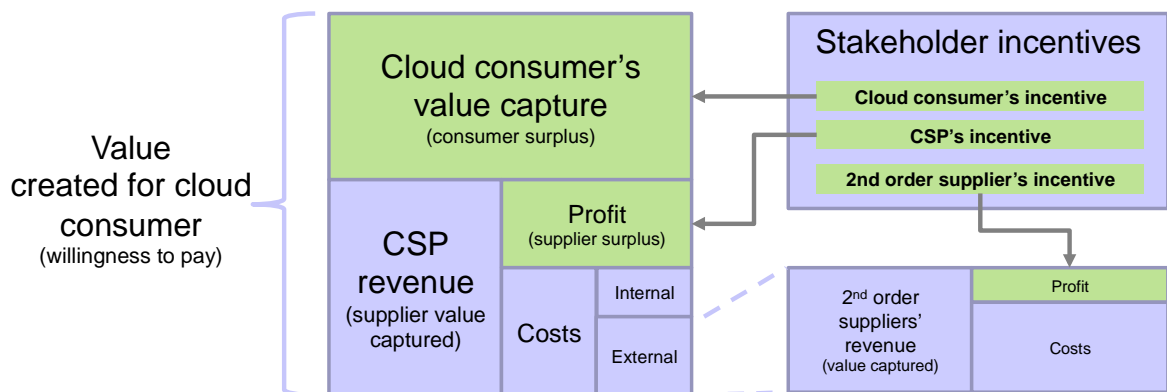 Value
created for cloud
consumer
(willingness to pay)
Cloud consumer's
value capture
(consumer surplus)
CSP
revenue
(supplier value
captured)
Profit
(supplier surplus)
Costs
Internal
External
Stakeholder incentives
Cloud consumer's incentive
CSP's incentive
2nd order supplier's incentive
2nd order
suppliers'
revenue
(value captured)
Profit
Costs